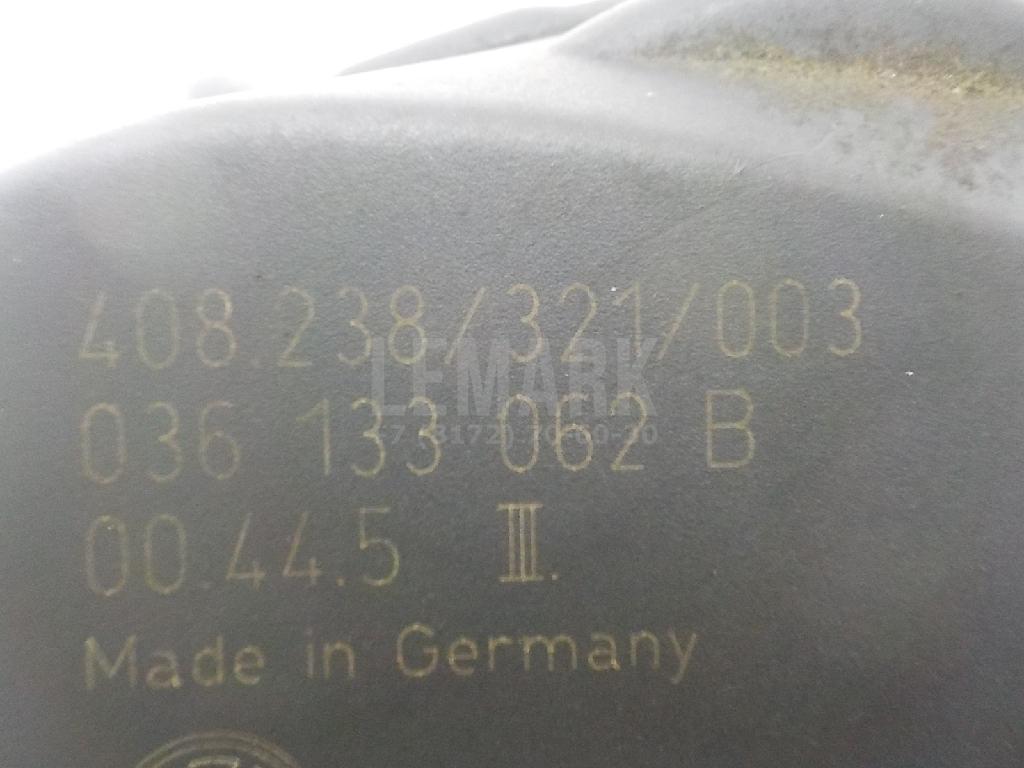 408.238/321/003
LEMARK
036 133 062 B
00.44.5 III.
Made in Germany